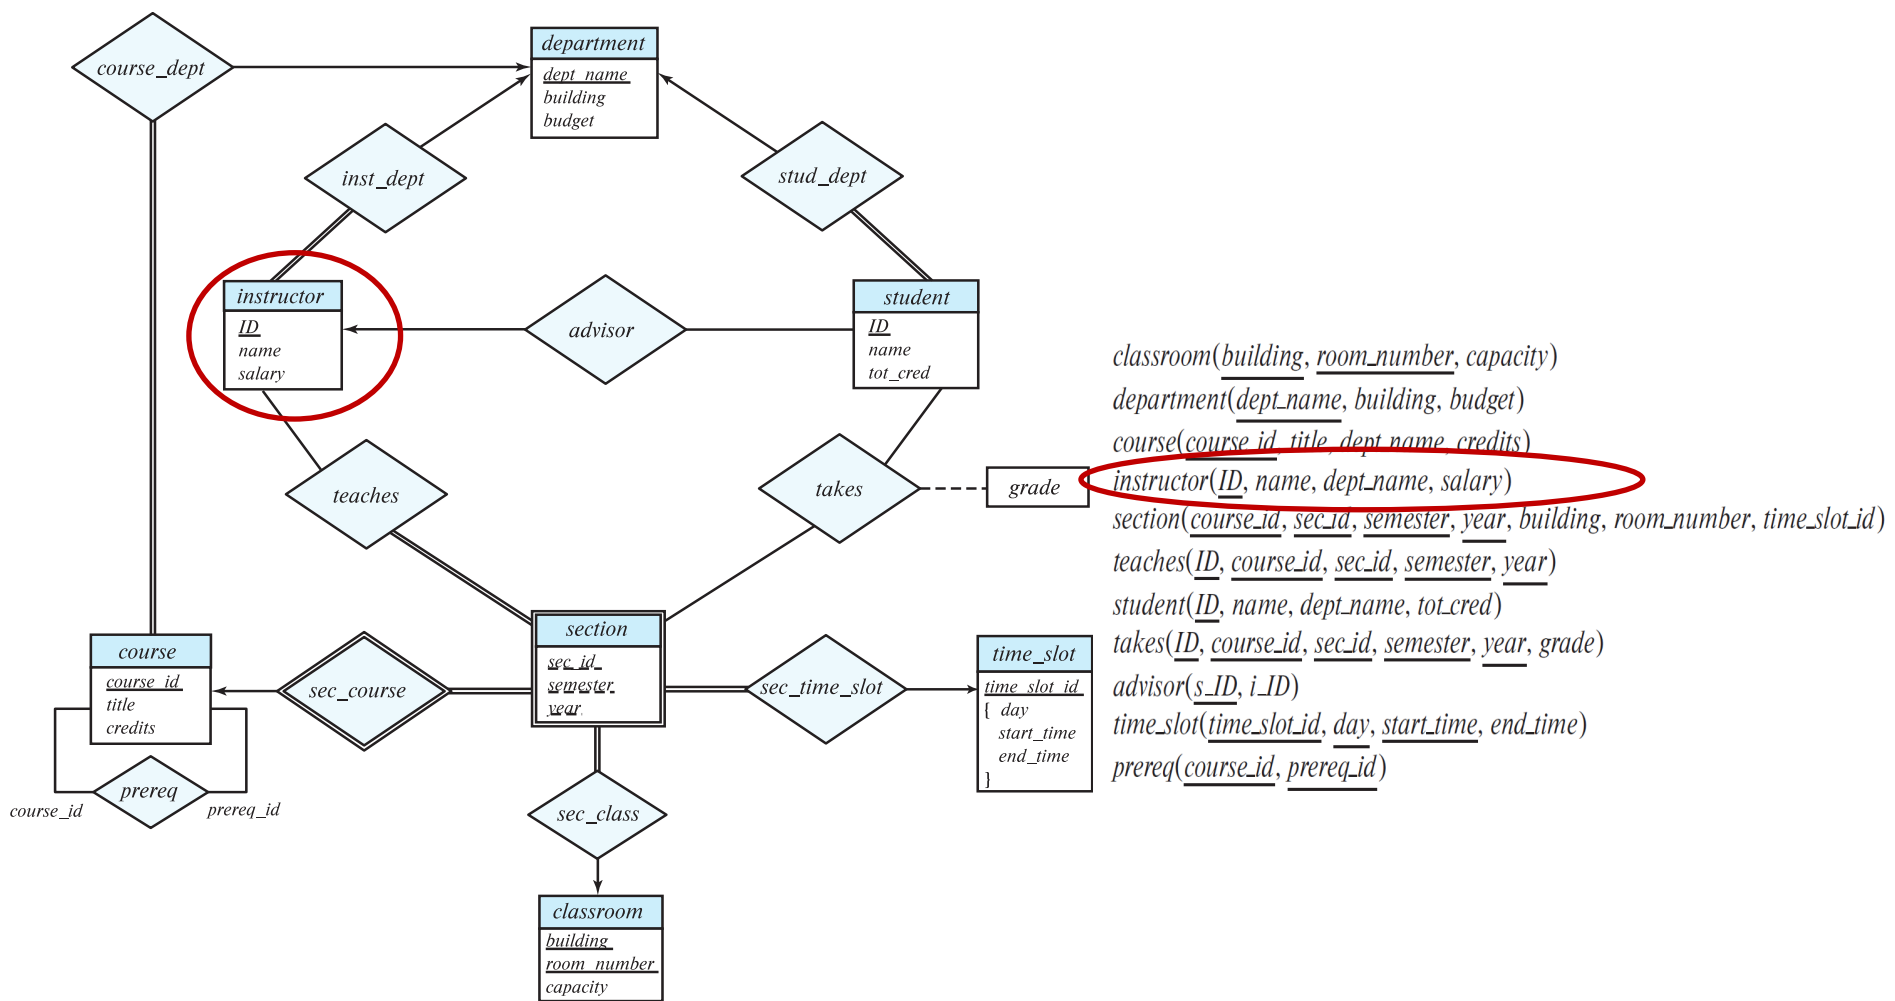 course_dept
department
dept_name
building
budget
inst_dept
stud_dept
instructor
ID
name
salary
advisor
student
ID
name
tot_cred
teaches
takes
grade
course
course_id
title
credits
sec_course
section
sec_id
semester
year
sec_time_slot
time_slot
time_slot_id
{ day
start_time
end_time
}
prereq
course_id
prereq_id
sec_class
classroom
building
room_number
capacity
classroom(building, room_number, capacity)
department(dept_name, building, budget)
course(course_id, title, dept_name, credits)
instructor(ID, name, dept_name, salary)
section(course_id, sec_id, semester, year, building, room_number, time_slot_id)
teaches(ID, course_id, sec_id, semester, year)
student(ID, name, dept_name, tot_cred)
takes(ID, course_id, sec_id, semester, year, grade)
advisor(s_ID, i_ID)
time_slot(time_slot_id, day, start_time, end_time)
prereq(course_id, prereq_id)